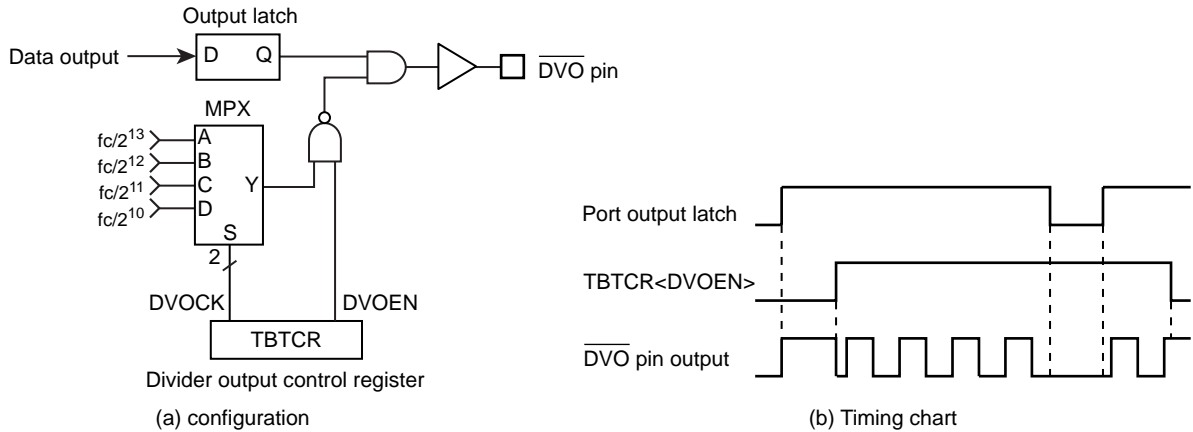 Output latch
Data output
D Q
DVO pin
MPX
fc/2^13 A
fc/2^12 B
fc/2^11 C
fc/2^10 D
Y
S
2
DVOCK DVOEN
TBTCR
Divider output control register
(a) configuration
Port output latch
TBTCR<DVOEN>
DVO pin output
(b) Timing chart